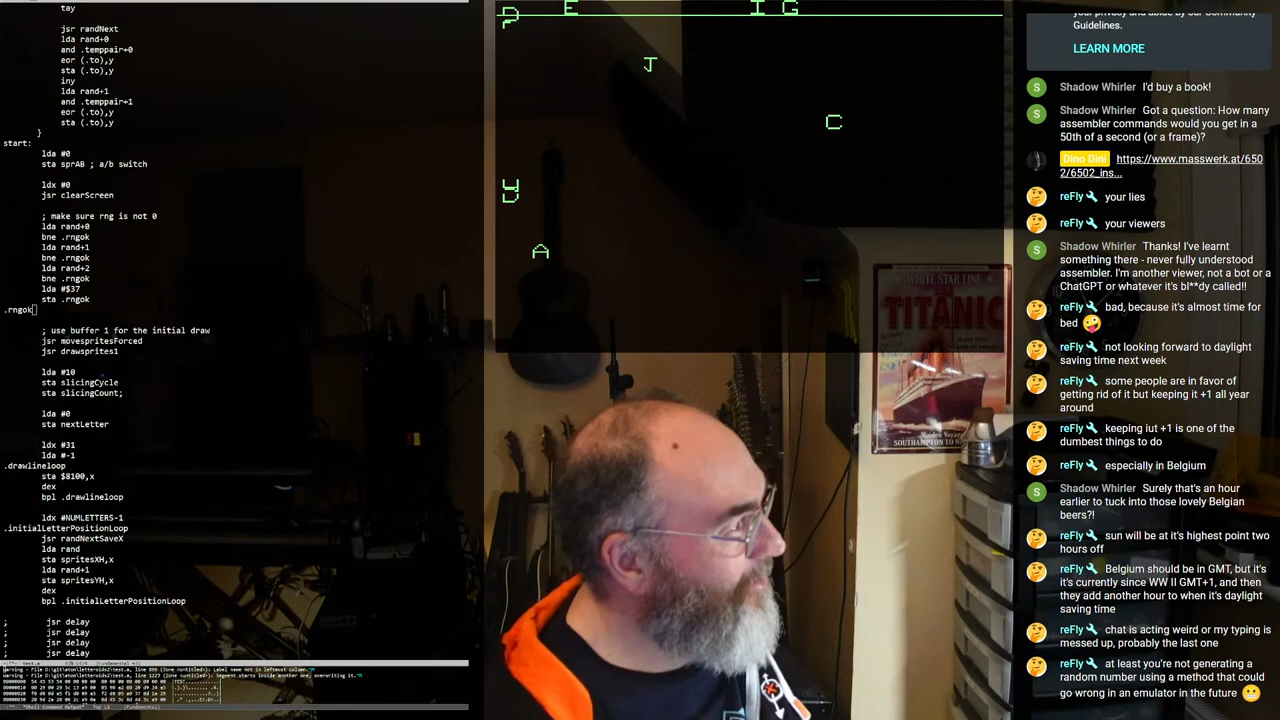 tay
jsr randNext
lda rand+0
and .temppair+0
eor (.to),y
sta (.to),y
iny
lda rand+1
and .temppair+1
eor (.to),y
sta (.to),y
}
start:
lda #0
sta sprAB ; a/b switch
ldx #0
jsr clearScreen
; make sure rng is not 0
lda rand+0
bne .rngok
lda rand+1
bne .rngok
lda rand+2
bne .rngok
lda #$37
sta .rngok
.rngok
; use buffer 1 for the initial draw
jsr movespritesForced
jsr drawsprites1
lda #10
sta slicingCycle
sta slicingCount;
lda #0
sta nextLetter
ldx #31
lda #-1
.drawlineloop
sta $8100,x
dex
bpl .drawlineloop
ldx #NUMLETTERS-1
.initialLetterPositionLoop
jsr randNextSaveX
lda rand
sta spritesXH,x
lda rand+1
sta spritesYH,x
dex
bpl .initialLetterPositionLoop
; jsr delay
; jsr delay
; jsr delay
; jsr delay
P E I G
J
C
A
WHITE STAR LINE
TITANIC
SOUTHAMPTON TO N
your privacy and abide by our Community
Guidelines.
LEARN MORE
S Shadow Whirler I'd buy a book!
S Shadow Whirler Got a question: How many
assembler commands would you get in a
50th of a second (or a frame)?
Dino Dini https://www.masswerk.at/650
2/6502_ins...
reFly your lies
reFly your viewers
S Shadow Whirler Thanks! I've learnt
something there - never fully understood
assembler. I'm another viewer, not a bot or a
ChatGPT or whatever it's bl**dy called!!
reFly bad, because it's almost time for
bed
reFly not looking forward to daylight
saving time next week
reFly some people are in favor of
getting rid of it but keeping it +1 all year
around
reFly keeping iut +1 is one of the
dumbest things to do
reFly especially in Belgium
S Shadow Whirler Surely that's an hour
earlier to tuck into those lovely Belgian
beers?!
reFly sun will be at it's highest point two
hours off
reFly Belgium should be in GMT, but it's
it's currently since WW II GMT+1, and then
they add another hour to when it's daylight
saving time
reFly chat is acting weird or my typing is
messed up, probably the last one
reFly at least you're not generating a
random number using a method that could
go wrong in an emulator in the future